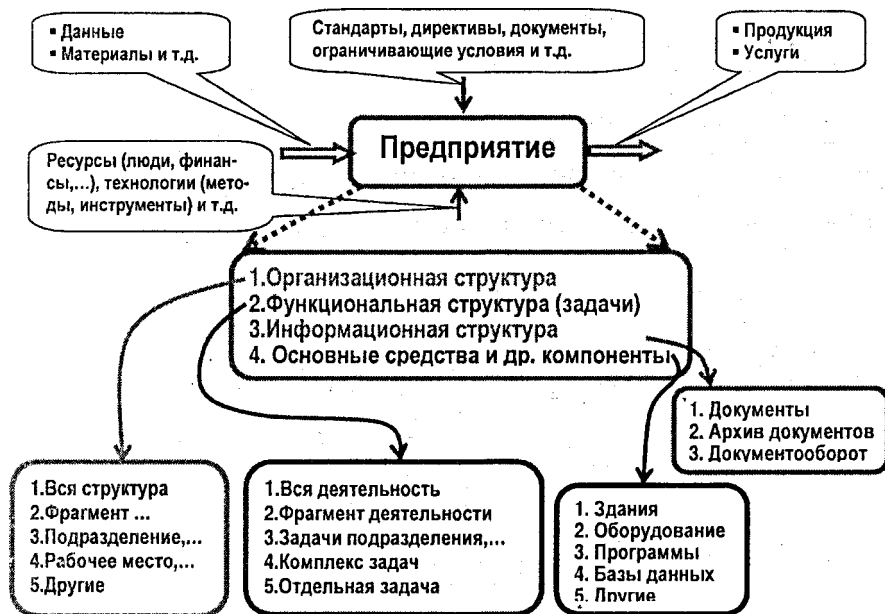 ▪ Данные
▪ Материалы и т.д.
Стандарты, директивы, документы,
ограничивающие условия и т.д.
▪ Продукция
▪ Услуги
Предприятие
Ресурсы (люди, финан-
сы,...), технологии (мето-
ды, инструменты) и т.д.
1.Организационная структура
2.Функциональная структура (задачи)
3.Информационная структура
4. Основные средства и др. компоненты
1. Документы
2. Архив документов
3. Документооборот
1.Вся структура
2.Фрагмент ...
3.Подразделение,...
4.Рабочее место,...
5.Другие
1.Вся деятельность
2.Фрагмент деятельности
3.Задачи подразделения,...
4.Комплекс задач
5.Отдельная задача
1. Здания
2. Оборудование
3. Программы
4. Базы данных
5. Другие